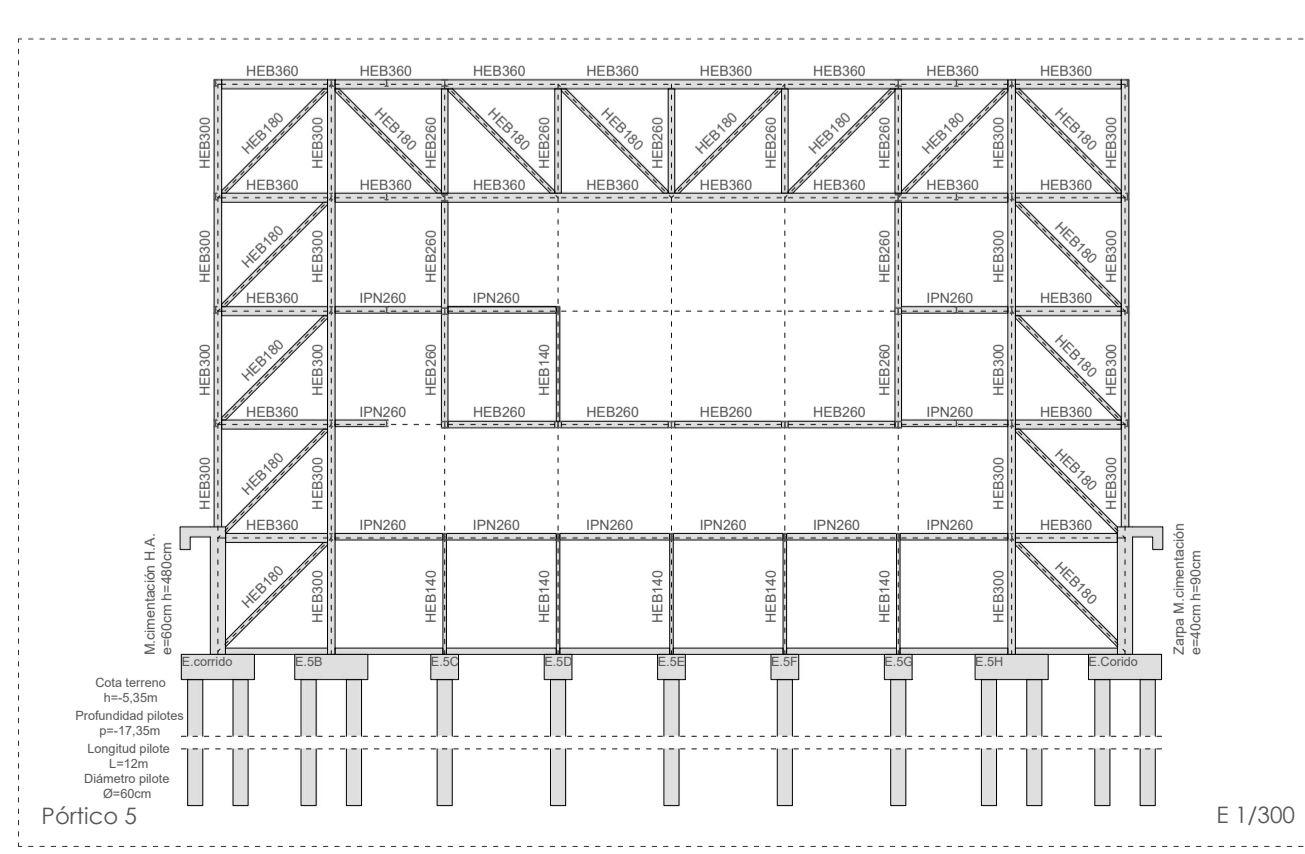 HEB360 HEB360 HEB360 HEB360 HEB360 HEB360 HEB360 HEB360
HEB300 HEB180 HEB300 HEB180 HEB260 HEB180 HEB260 HEB180 HEB260 HEB180 HEB260 HEB180 HEB260 HEB180 HEB300 HEB180 HEB300
HEB360 HEB360 HEB360 HEB360 HEB360 HEB360 HEB360 HEB360
HEB300 HEB180 HEB300 HEB260 HEB260 HEB300 HEB180 HEB300
HEB360 IPN260 IPN260 IPN260 HEB360
HEB300 HEB180 HEB300 HEB260 HEB140 HEB260 HEB300 HEB180 HEB300
HEB360 IPN260 HEB260 HEB260 HEB260 HEB260 IPN260 HEB360
HEB300 HEB180 HEB300 HEB300 HEB180 HEB300
HEB360 IPN260 IPN260 IPN260 IPN260 IPN260 IPN260 HEB360
M.cimentación H.A.
e=60cm h=480cm
HEB180 HEB300 HEB140 HEB140 HEB140 HEB140 HEB140 HEB300 HEB180
Zarpa M.cimentación
e=40cm h=90cm
E.corrido E.5B E.5C E.5D E.5E E.5F E.5G E.5H E.Corido
Cota terreno
h=-5,35m
Profundidad pilotes
p=-17,35m
Longitud pilote
L=12m
Diámetro pilote
Ø=60cm
Pórtico 5
E 1/300